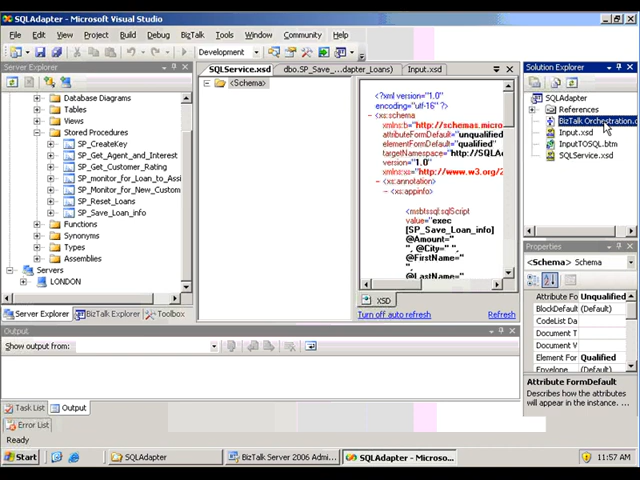 SQLAdapter - Microsoft Visual Studio
File Edit View Project Build Debug BizTalk Tools Window Community Help
Development
Server Explorer
Database Diagrams
Tables
Views
Stored Procedures
SP_CreateKey
SP_Get_Agent_and_Interest
SP_Get_Customer_Rating
SP_monitor_for_Loan_to_Assi
SP_Monitor_for_New_Custom
SP_Reset_Loans
SP_Save_Loan_info
Functions
Synonyms
Types
Assemblies
Servers
LONDON
Server Explorer BizTalk Explorer Toolbox
SQLService.xsd dbo.SP_Save_...dapter_Loans) Input.xsd
<Schema>
<?xml version="1.0"
encoding="utf-16" ?>
- <xs:schema
xmlns:b="http://schemas.micro
attributeFormDefault="unqualified
elementFormDefault="qualified"
targetNamespace="http://SQLA
version="1.0"
xmlns:xs="http://www.w3.org/2
- <xs:annotation>
- <xs:appinfo>
<msbtssql:sqlScript
value="exec
[SP_Save_Loan_info]
@Amount="
", @City=" ",
@FirstName="
",
@LastName="
XSD
Turn off auto refresh Refresh
Solution Explorer
SQLAdapter
References
BizTalk Orchestration.o
Input.xsd
InputTOSQL.btm
SQLService.xsd
Properties
<Schema> Schema
Attribute Fo Unqualified
BlockDefaul (Default)
CodeList Da
Document T
Document V
Element For Qualified
Envelope (Default)
Attribute FormDefault
Describes how the attributes
will appear in the instance.
Output
Show output from:
Task List Output
Error List
Ready
Start SQLAdapter BizTalk Server 2006 Admi... SQLAdapter - Microso... 11:57 AM